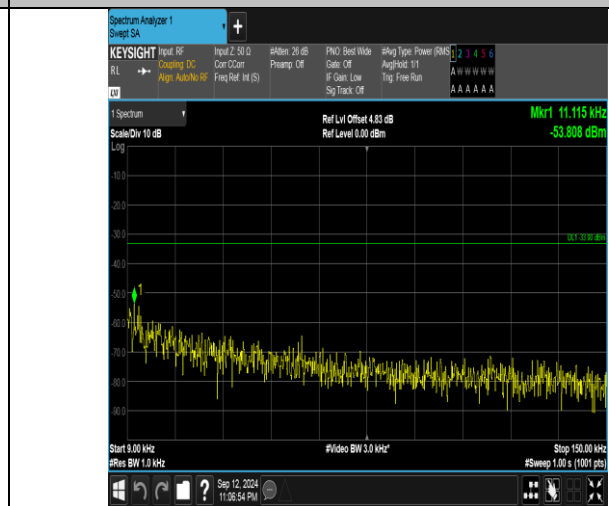 Spectrum Analyzer 1
Swept SA
+
KEYSIGHT Input: RF Input Z: 50 Ω #Atten: 26 dB PNO: Best Wide #Avg Type: Power (RMS 1 2 3 4 5 6
RL Coupling: DC Corr CCorr Preamp: Off Gate: Off Avg|Hold: 1/1 A W W W W W
Align: Auto/No RF Freq Ref: Int (S) IF Gain: Low Trig: Free Run
LXI Sig Track: Off A A A A A A
1 Spectrum Ref Lvl Offset 4.83 dB Mkr1 11.115 kHz
Scale/Div 10 dB Ref Level 0.00 dBm -53.808 dBm
Log
-10.0
-20.0
-30.0
DL1 -33.00 dBm
-40.0
-50.0
1
-60.0
-70.0
-80.0
-90.0
Start 9.00 kHz #Video BW 3.0 kHz* Stop 150.00 kHz
#Res BW 1.0 kHz #Sweep 1.00 s (1001 pts)
? Sep 12, 2024
11:06:54 PM